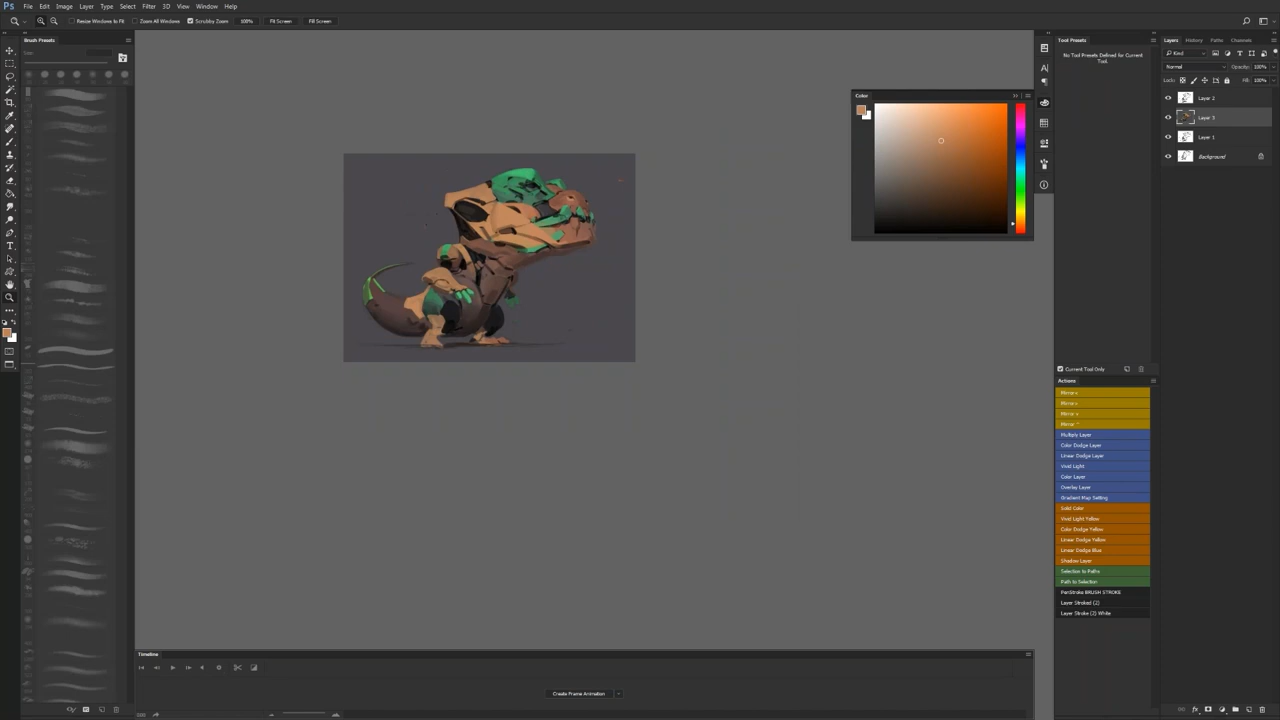 Ps File Edit Image Layer Type Select Filter 3D View Window Help
Resize Windows to Fit Zoom All Windows Scrubby Zoom 100% Fit Screen Fill Screen
Brush Presets
Size:
Color
Tool Presets
No Tool Presets Defined for Current
Tool.
Current Tool Only
Actions
Mirror v
Multiply Layer
Color Dodge Layer
Linear Dodge Layer
Vivid Light
Color Layer
Overlay Layer
Gradient Map Setting
Solid Color
Vivid Light Yellow
Color Dodge Yellow
Linear Dodge Yellow
Linear Dodge Blue
Shadow Layer
Selection to Paths
Path to Selection
PenStroke BRUSH STROKE
Layer Stroked (2)
Layer Stroke (2) White
Layers History Paths Channels
Kind
Normal Opacity: 100%
Lock: Fill: 100%
Layer 2
Layer 3
Layer 1
Background
Timeline
Create Frame Animation